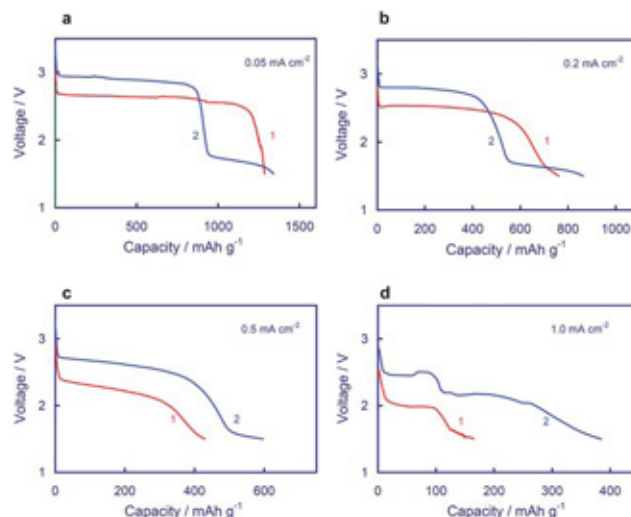 a
0.05 mA cm⁻²
3
2
1
Voltage / V
2
1
0
500
1000
1500
Capacity / mAh g⁻¹
b
0.2 mA cm⁻²
3
2
1
Voltage / V
2
1
0
200
400
600
800
1000
Capacity / mAh g⁻¹
c
0.5 mA cm⁻²
3
2
1
Voltage / V
1
2
0
200
400
600
Capacity / mAh g⁻¹
d
1.0 mA cm⁻²
3
2
1
Voltage / V
1
2
0
100
200
300
400
Capacity / mAh g⁻¹